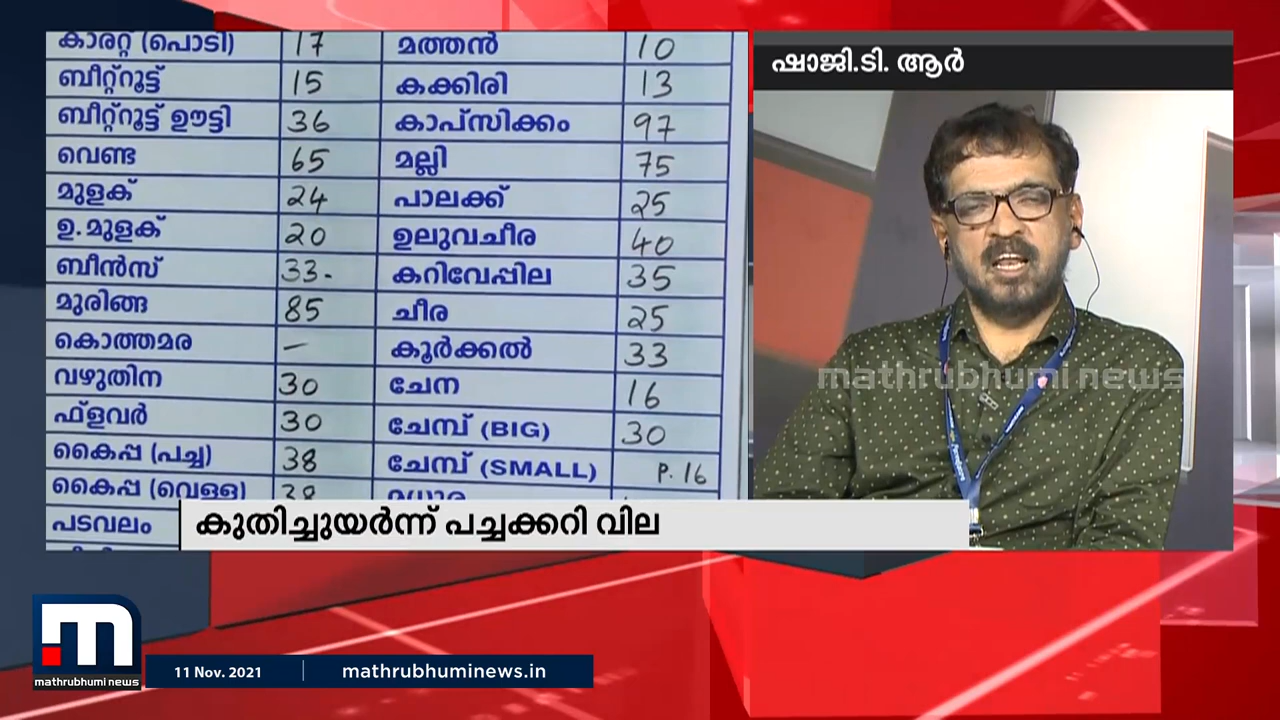 കാരറ്റ് (പൊടി) 17 മത്തൻ 10
ബീറ്റ്റൂട്ട് 15 കക്കിരി 13
ബീറ്റ്റൂട്ട് ഊട്ടി 36 കാപ്സിക്കം 97
വെണ്ട 65 മല്ലി 75
മുളക് 24 പാലക്ക് 25
ഉ.മുളക് 20 ഉലുവചീര 40
ബീൻസ് 33- കറിവേപ്പില 35
മുരിങ്ങ 85 ചീര 25
കൊത്തമര — കൂർക്കൽ 33
വഴുതിന 30 ചേന 16
ഫ്ളവർ 30 ചേമ്പ് (BIG) 30
കൈപ്പ (പച്ച) 38 ചേമ്പ് (SMALL) P. 16
കൈപ്പ (വെള്ള)
പടവലം
ഷാജി.ടി. ആർ
mathrubhumi news
കുതിച്ചുയർന്ന് പച്ചക്കറി വില
mathrubhumi news
11 Nov. 2021 mathrubhuminews.in